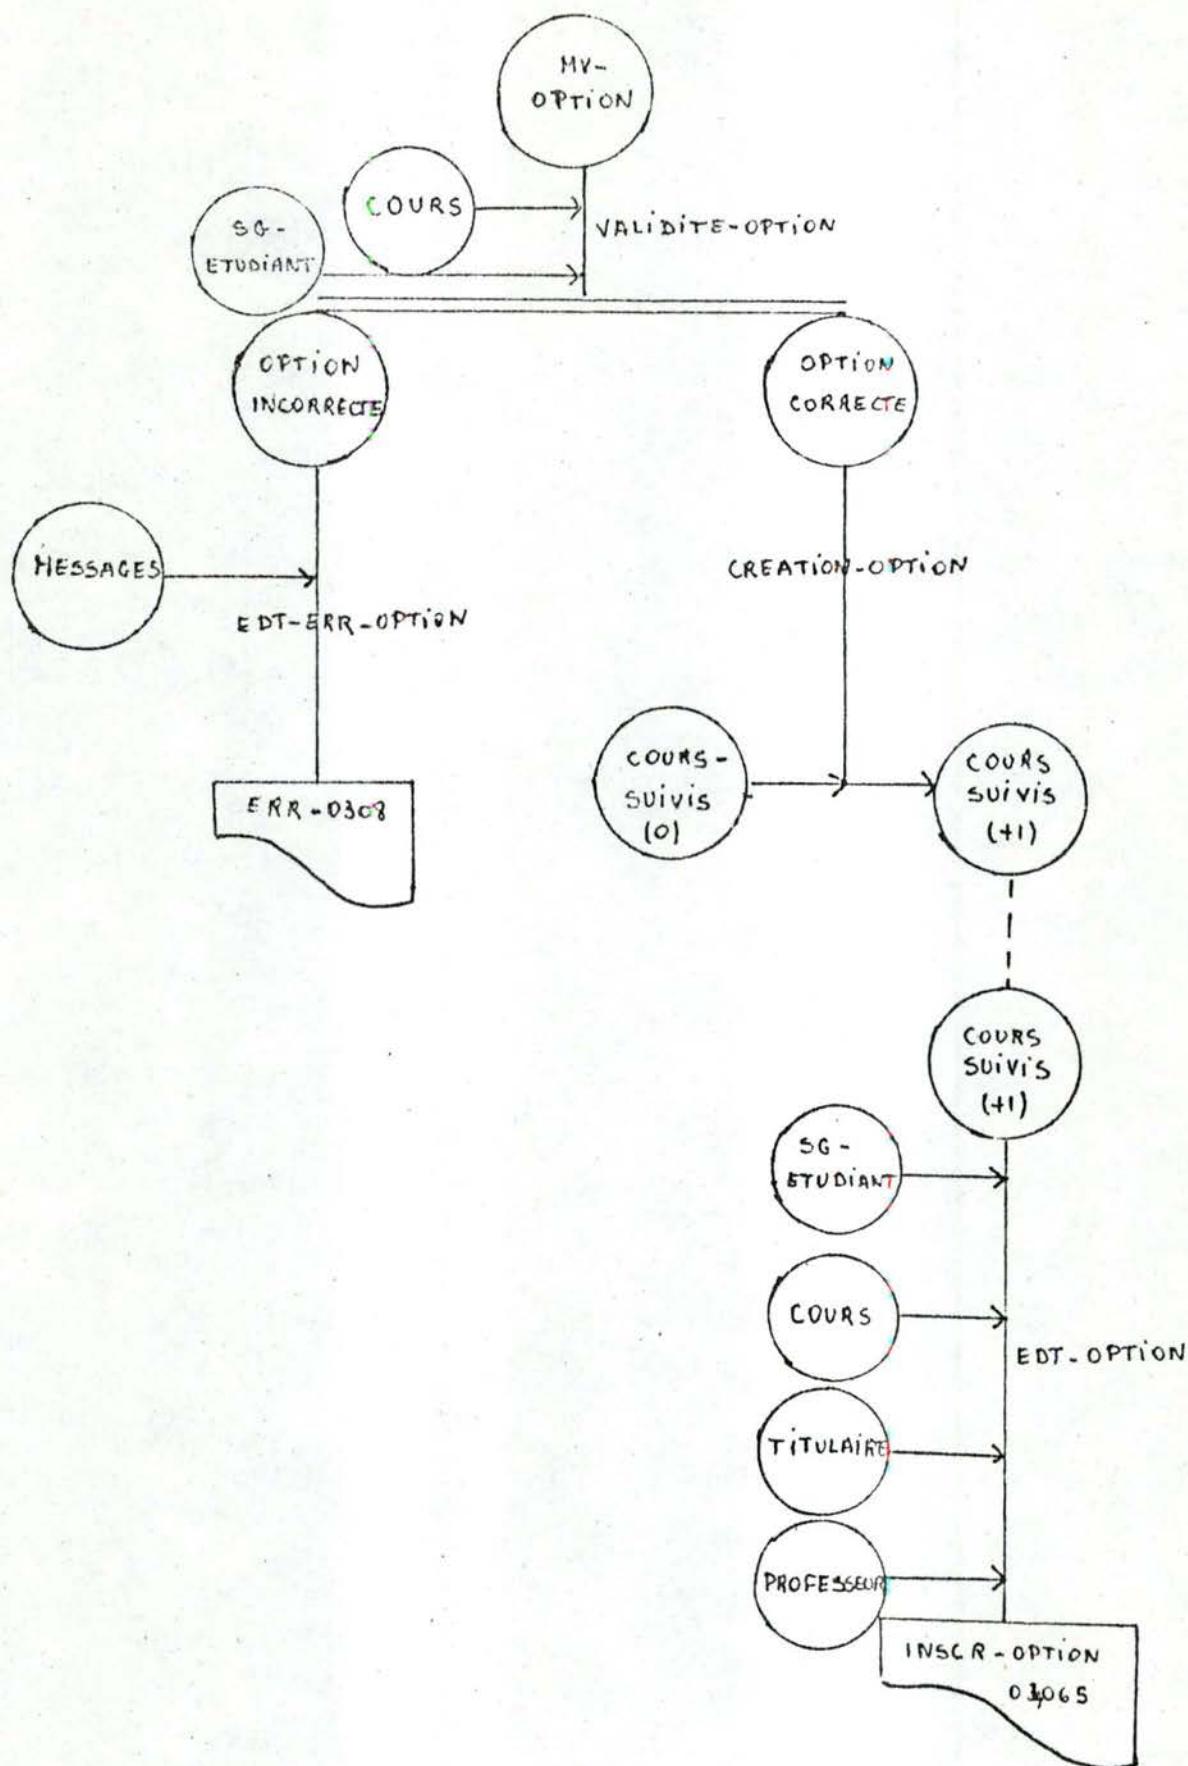 MV-
OPTION
COURS
SG-
ETUDIANT
VALIDITE-OPTION
OPTION
INCORRECTE
OPTION
CORRECTE
MESSAGES
CREATION-OPTION
EDT-ERR-OPTION
ERR-0308
COURS-
SUIVIS
(0)
COURS
SUIVIS
(+1)
COURS
SUIVIS
(+1)
SG-
ETUDIANT
COURS
EDT-OPTION
TITULAIRE
PROFESSEUR
INSCR-OPTION